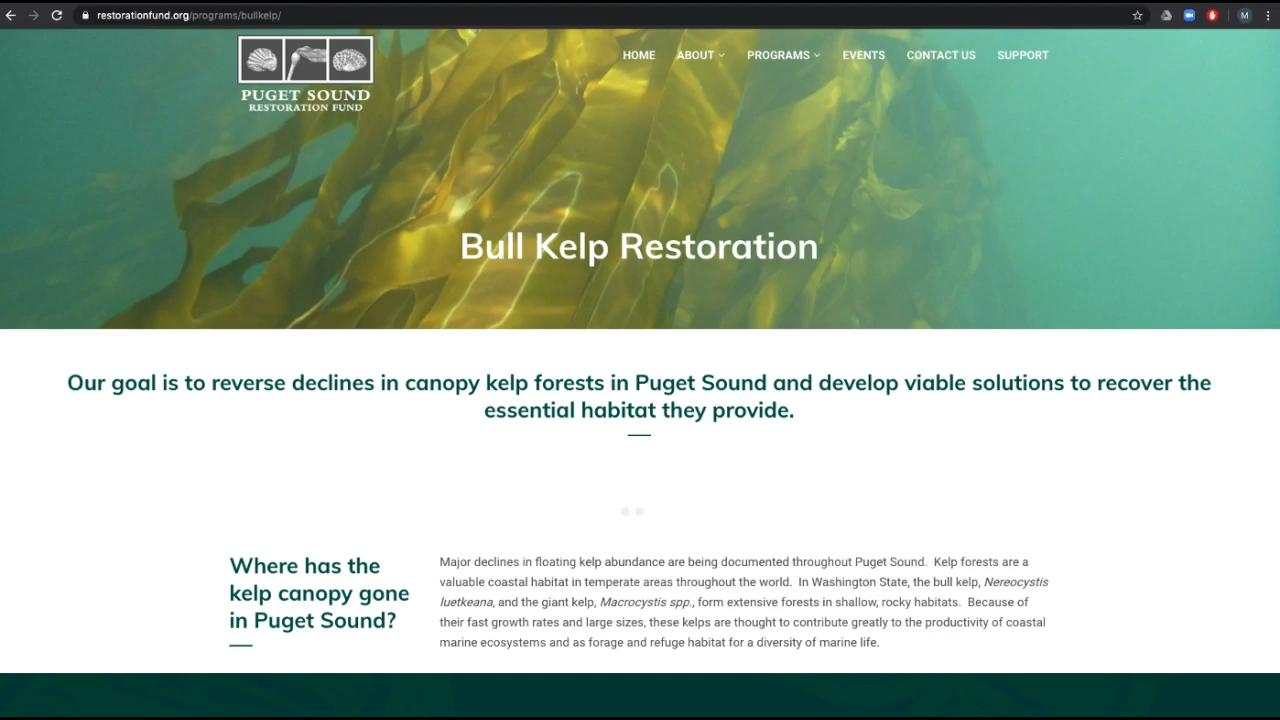 restorationfund.org/programs/bullkelp/
M
PUGET SOUND
RESTORATION FUND
HOME ABOUT PROGRAMS EVENTS CONTACT US SUPPORT
Bull Kelp Restoration
Our goal is to reverse declines in canopy kelp forests in Puget Sound and develop viable solutions to recover the
essential habitat they provide.
Where has the
kelp canopy gone
in Puget Sound?
Major declines in floating kelp abundance are being documented throughout Puget Sound. Kelp forests are a
valuable coastal habitat in temperate areas throughout the world. In Washington State, the bull kelp, Nereocystis
luetkeana, and the giant kelp, Macrocystis spp., form extensive forests in shallow, rocky habitats. Because of
their fast growth rates and large sizes, these kelps are thought to contribute greatly to the productivity of coastal
marine ecosystems and as forage and refuge habitat for a diversity of marine life.